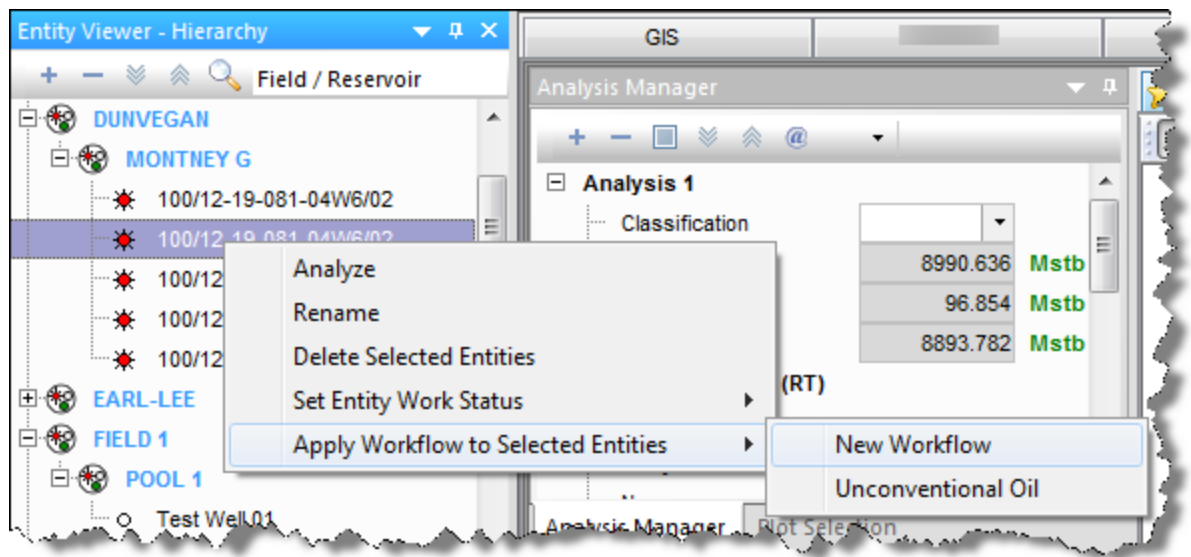 Entity Viewer - Hierarchy
Field / Reservoir
DUNVEGAN
MONTNEY G
100/12-19-081-04W6/02
100/12-19-081-04W6/02
100/12
100/12
100/12
EARL-LEE
FIELD 1
POOL 1
Test Well 01
Analyze
Rename
Delete Selected Entities
Set Entity Work Status
Apply Workflow to Selected Entities
New Workflow
Unconventional Oil
GIS
Analysis Manager
@
Analysis 1
Classification
8990.636 Mstb
96.854 Mstb
8893.782 Mstb
(RT)
Analysis Manager Plot Selection